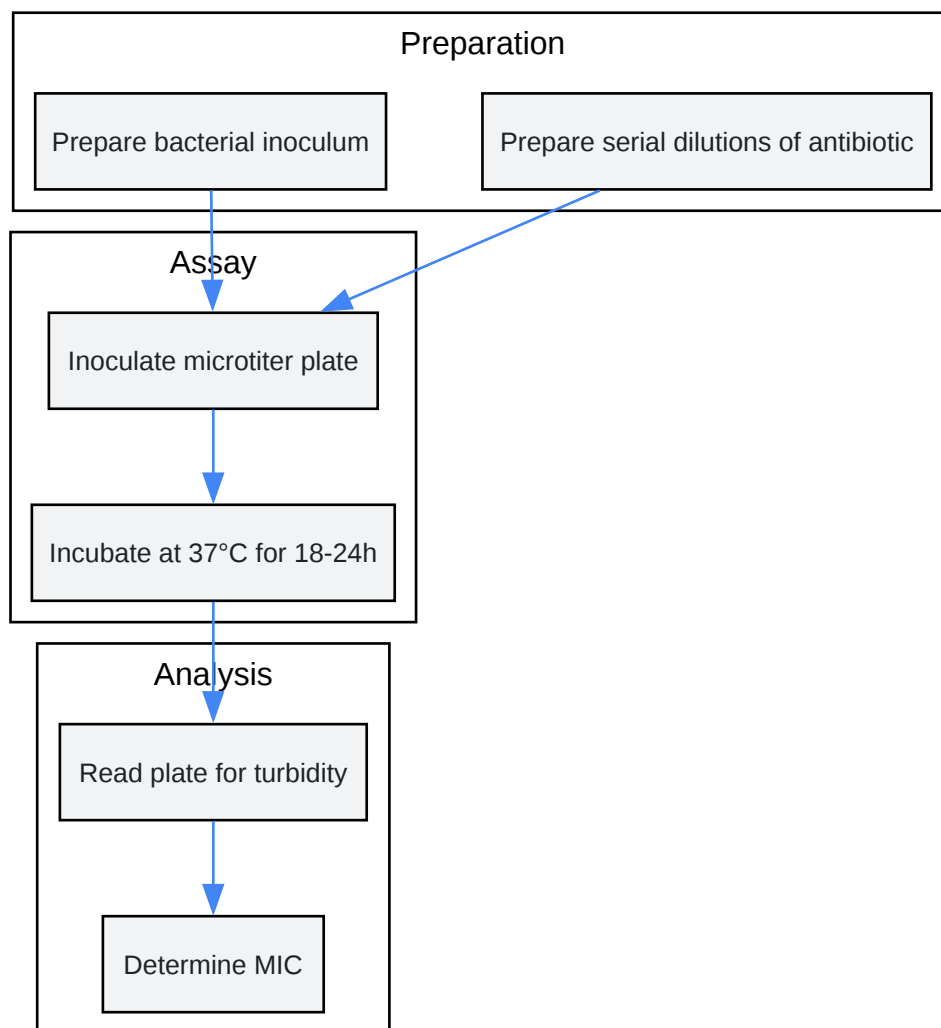 Preparation
Prepare bacterial inoculum
Prepare serial dilutions of antibiotic
Assay
Inoculate microtiter plate
Incubate at 37°C for 18-24h
Analysis
Read plate for turbidity
Determine MIC